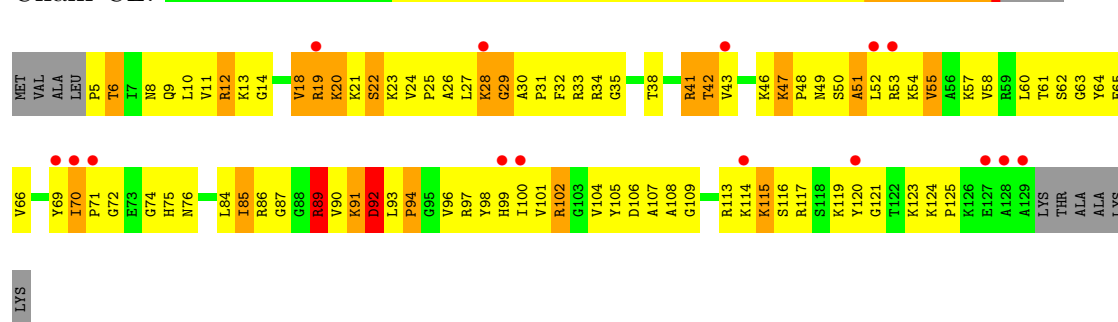 MET VAL ALA LEU P5 T6 I7 N8 Q9 L10 V11 R12 K13 G14 V18 R19 K20 K21 S22 K23 V24 P25 A26 L27 K28 G29 A30 P31 F32 R33 R34 G35 T38 R41 T42 V43 K46 K47 P48 N49 S50 A51 L52 R53 K54 V55 A56 K57 V58 R59 L60 T61 S62 G63 Y64 E65
V66 Y69 I70 P71 G72 E73 G74 H75 N76 L84 I85 R86 G87 G88 R89 V90 K91 D92 L93 P94 G95 V96 R97 Y98 H99 I100 V101 R102 G103 V104 Y105 D106 A107 A108 G109 R113 K114 K115 S116 R117 S118 K119 Y120 G121 T122 K123 K124 P125 K126 E127 A128 A129 LYS THR ALA ALA LYS
LYS